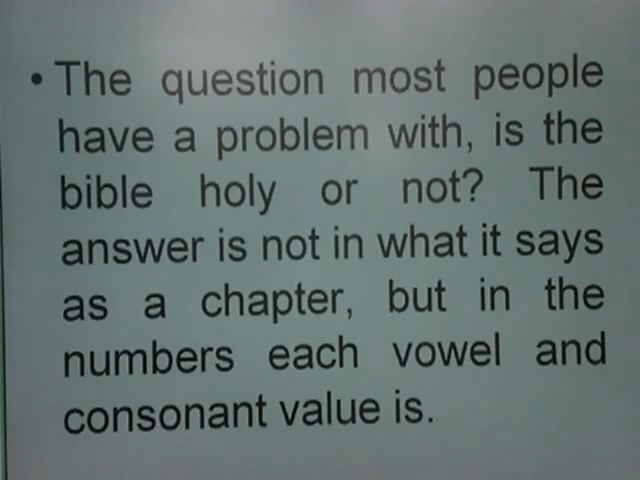 • The question most people
have a problem with, is the
bible holy or not? The
answer is not in what it says
as a chapter, but in the
numbers each vowel and
consonant value is.